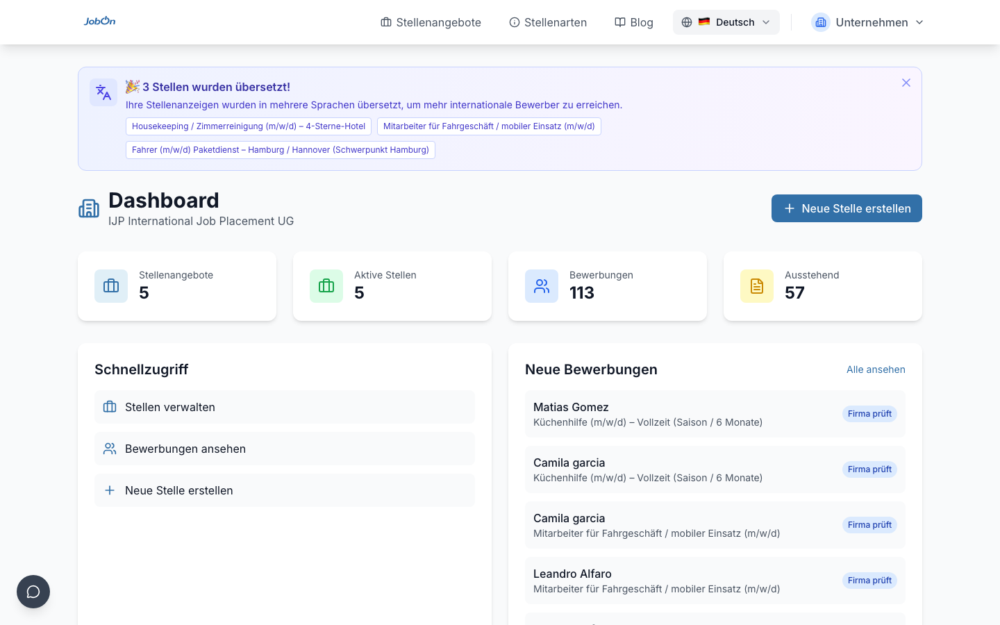 JobOn
Stellenangebote
Stellenarten
Blog
Deutsch
Unternehmen
3 Stellen wurden übersetzt!
Ihre Stellenanzeigen wurden in mehrere Sprachen übersetzt, um mehr internationale Bewerber zu erreichen.
Housekeeping / Zimmerreinigung (m/w/d) – 4-Sterne-Hotel
Mitarbeiter für Fahrgeschäft / mobiler Einsatz (m/w/d)
Fahrer (m/w/d) Paketdienst – Hamburg / Hannover (Schwerpunkt Hamburg)
Dashboard
IJP International Job Placement UG
Neue Stelle erstellen
Stellenangebote
5
Aktive Stellen
5
Bewerbungen
113
Ausstehend
57
Schnellzugriff
Stellen verwalten
Bewerbungen ansehen
Neue Stelle erstellen
Neue Bewerbungen
Alle ansehen
Matias Gomez
Küchenhilfe (m/w/d) – Vollzeit (Saison / 6 Monate)
Firma prüft
Camila garcia
Küchenhilfe (m/w/d) – Vollzeit (Saison / 6 Monate)
Firma prüft
Camila garcia
Mitarbeiter für Fahrgeschäft / mobiler Einsatz (m/w/d)
Firma prüft
Leandro Alfaro
Mitarbeiter für Fahrgeschäft / mobiler Einsatz (m/w/d)
Firma prüft